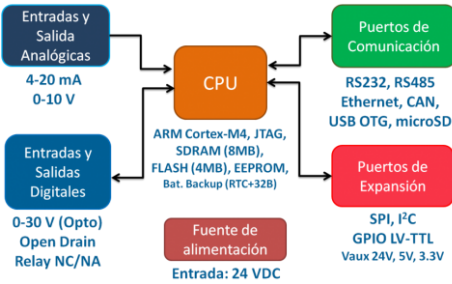 Entradas y
Salida
Analógicas
4-20 mA
0-10 V
CPU
ARM Cortex-M4, JTAG,
SDRAM (8MB),
FLASH (4MB), EEPROM,
Bat. Backup (RTC+32B)
Puertos de
Comunicación
RS232, RS485
Ethernet, CAN,
USB OTG, microSD
Entradas y
Salidas
Digitales
0-30 V (Opto)
Open Drain
Relay NC/NA
Fuente de
alimentación
Entrada: 24 VDC
Puertos de
Expansión
SPI, I²C
GPIO LV-TTL
Vaux 24V, 5V, 3.3V